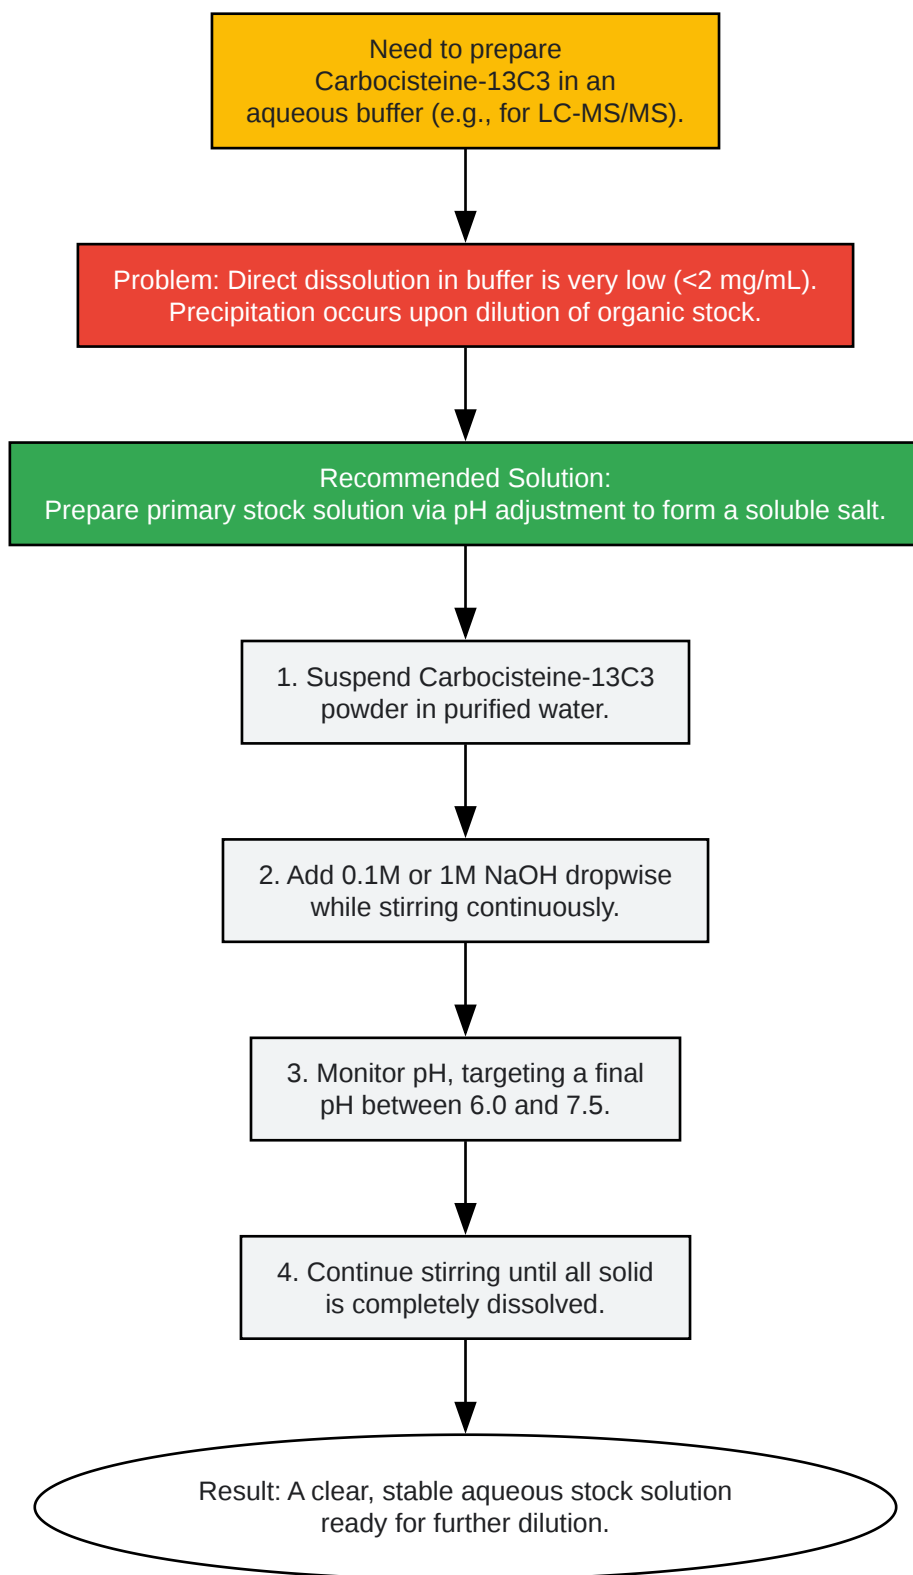 Need to prepare
Carbocisteine-13C3 in an
aqueous buffer (e.g., for LC-MS/MS).
Problem: Direct dissolution in buffer is very low (<2 mg/mL).
Precipitation occurs upon dilution of organic stock.
Recommended Solution:
Prepare primary stock solution via pH adjustment to form a soluble salt.
1. Suspend Carbocisteine-13C3
powder in purified water.
2. Add 0.1M or 1M NaOH dropwise
while stirring continuously.
3. Monitor pH, targeting a final
pH between 6.0 and 7.5.
4. Continue stirring until all solid
is completely dissolved.
Result: A clear, stable aqueous stock solution
ready for further dilution.